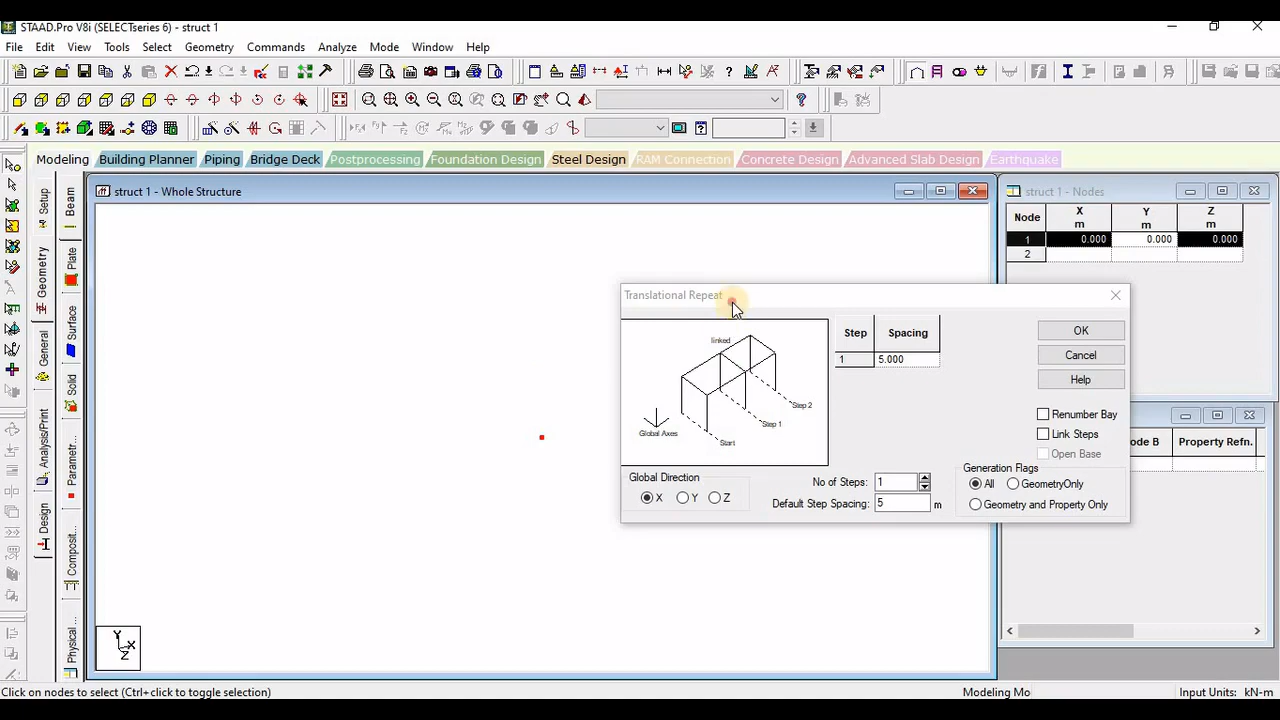 STAAD.Pro V8i (SELECTseries 6) - struct 1
File Edit View Tools Select Geometry Commands Analyze Mode Window Help
Modeling Building Planner Piping Bridge Deck Postprocessing Foundation Design Steel Design RAM Connection Concrete Design Advanced Slab Design Earthquake
Setup
Geometry
General
Analysis/Print
Design
Beam
Plate
Surface
Solid
Parametr...
Composit...
Physical ...
struct 1 - Whole Structure
struct 1 - Nodes
Node X m Y m Z m
1 0.000 0.000 0.000
2
Translational Repeat
linked
Global Axes
Start
Step 1
Step 2
Step Spacing
1 5.000
OK
Cancel
Help
Renumber Bay
Link Steps
Open Base
Generation Flags
All GeometryOnly
Geometry and Property Only
Global Direction
X Y Z
No of Steps: 1
Default Step Spacing: 5 m
ode B Property Refn.
Y
X
Z
Click on nodes to select (Ctrl+click to toggle selection) Modeling Mo Input Units: kN-m